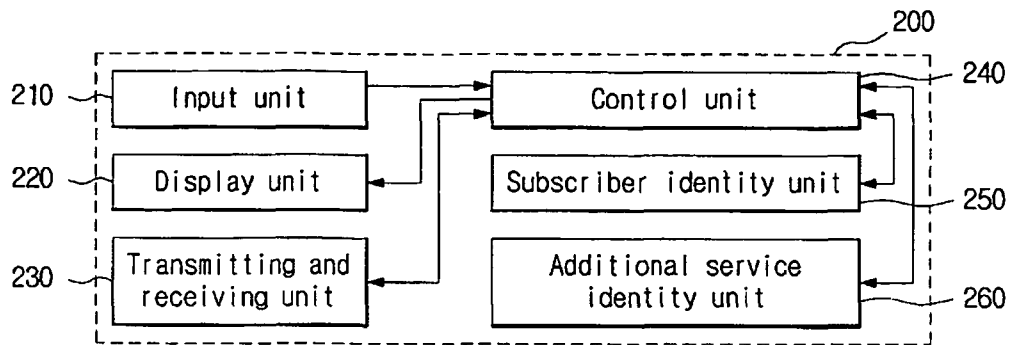 200
210
Input unit
Control unit
240
220
Display unit
Subscriber identity unit
250
230
Transmitting and
receiving unit
Additional service
identity unit
260